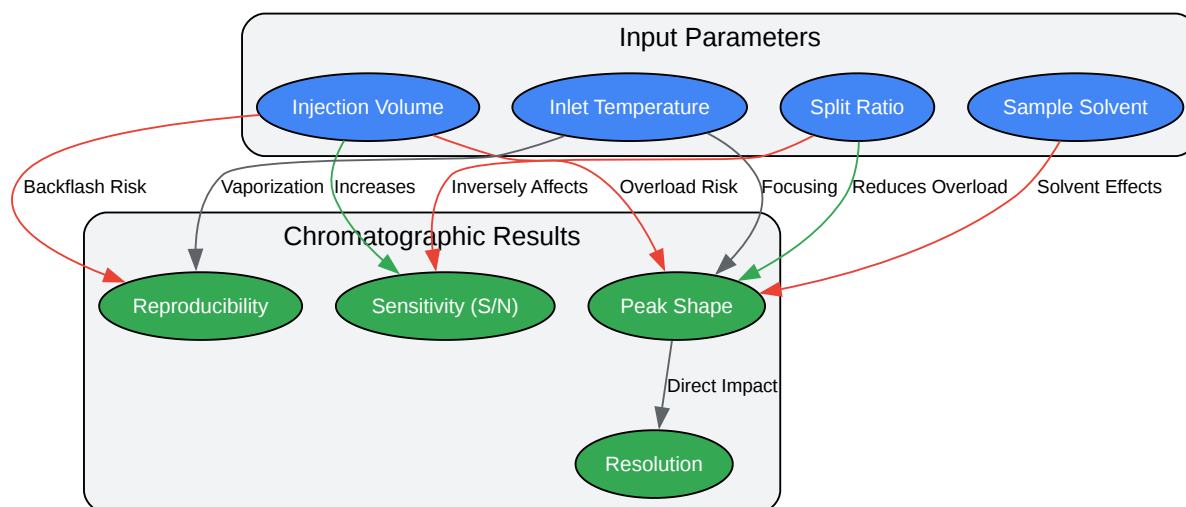 Input Parameters
Injection Volume
Inlet Temperature
Split Ratio
Sample Solvent
Backflash Risk
Vaporization
Increases
Inversely Affects
Overload Risk
Focusing
Reduces Overload
Solvent Effects
Chromatographic Results
Reproducibility
Sensitivity (S/N)
Peak Shape
Direct Impact
Resolution